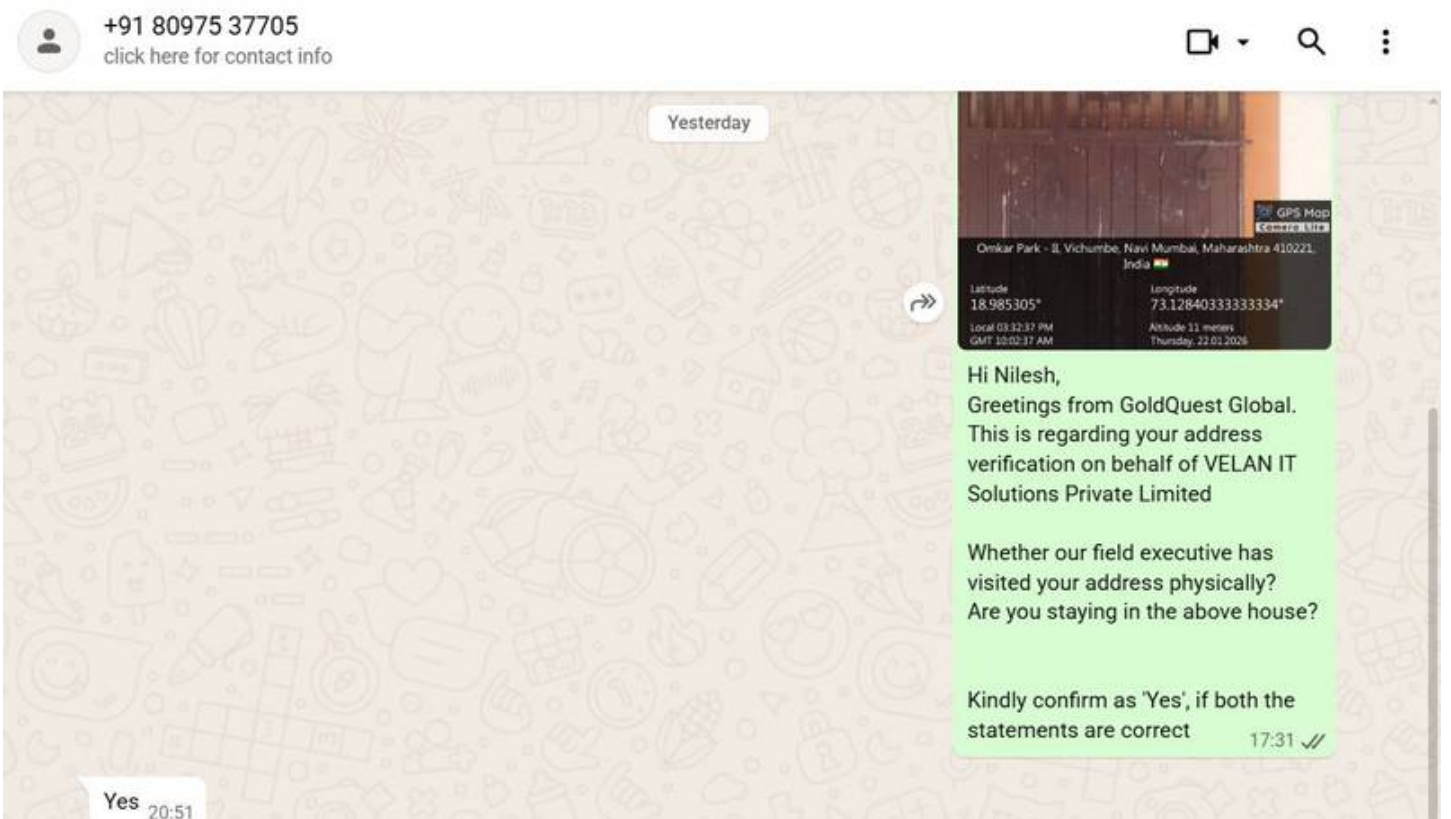 +91 80975 37705
click here for contact info
Yesterday
GPS Map
Camera Lite
Omkar Park - II, Vichumbe, Navi Mumbai, Maharashtra 410221,
India
Latitude
18.985305°
Longitude
73.12840333333334°
Local 03:32:37 PM
GMT 10:02:37 AM
Altitude 11 meters
Thursday, 22.01.2026
Hi Nilesh,
Greetings from GoldQuest Global.
This is regarding your address
verification on behalf of VELAN IT
Solutions Private Limited
Whether our field executive has
visited your address physically?
Are you staying in the above house?
Kindly confirm as 'Yes', if both the
statements are correct
17:31
Yes 20:51